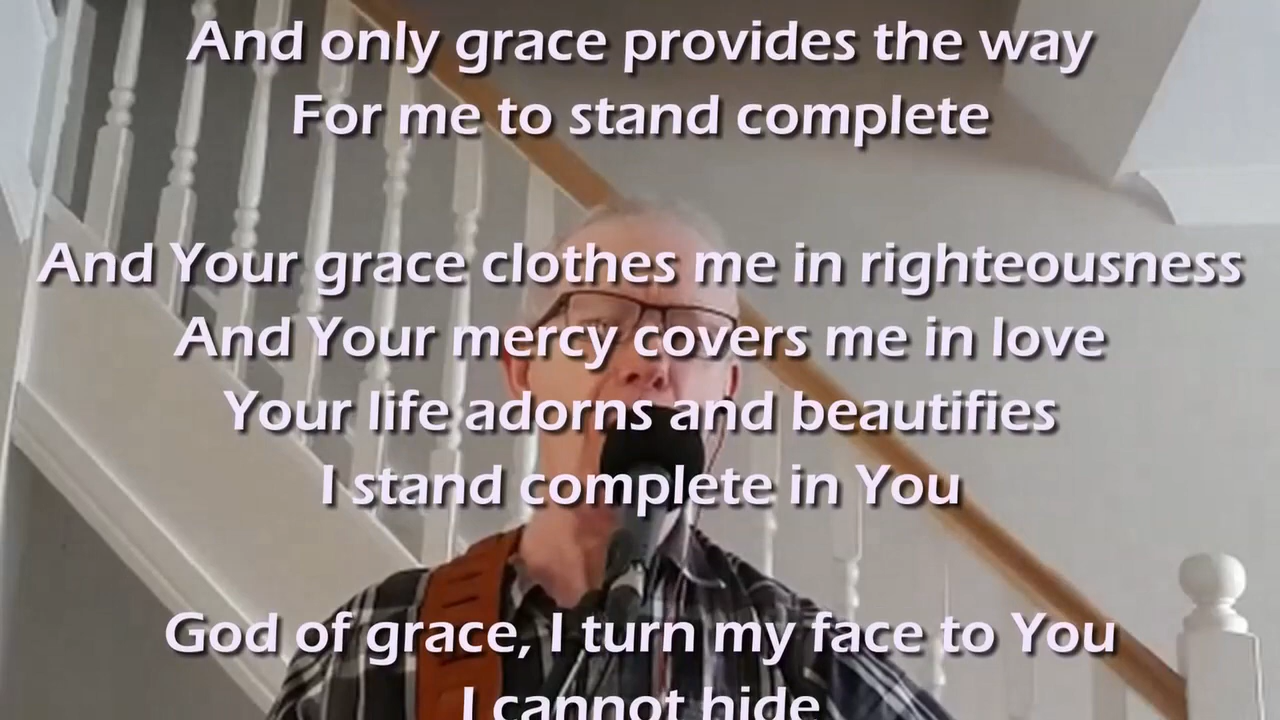 And only grace provides the way
For me to stand complete
And Your grace clothes me in righteousness
And Your mercy covers me in love
Your life adorns and beautifies
I stand complete in You
God of grace, I turn my face to You
I cannot hide